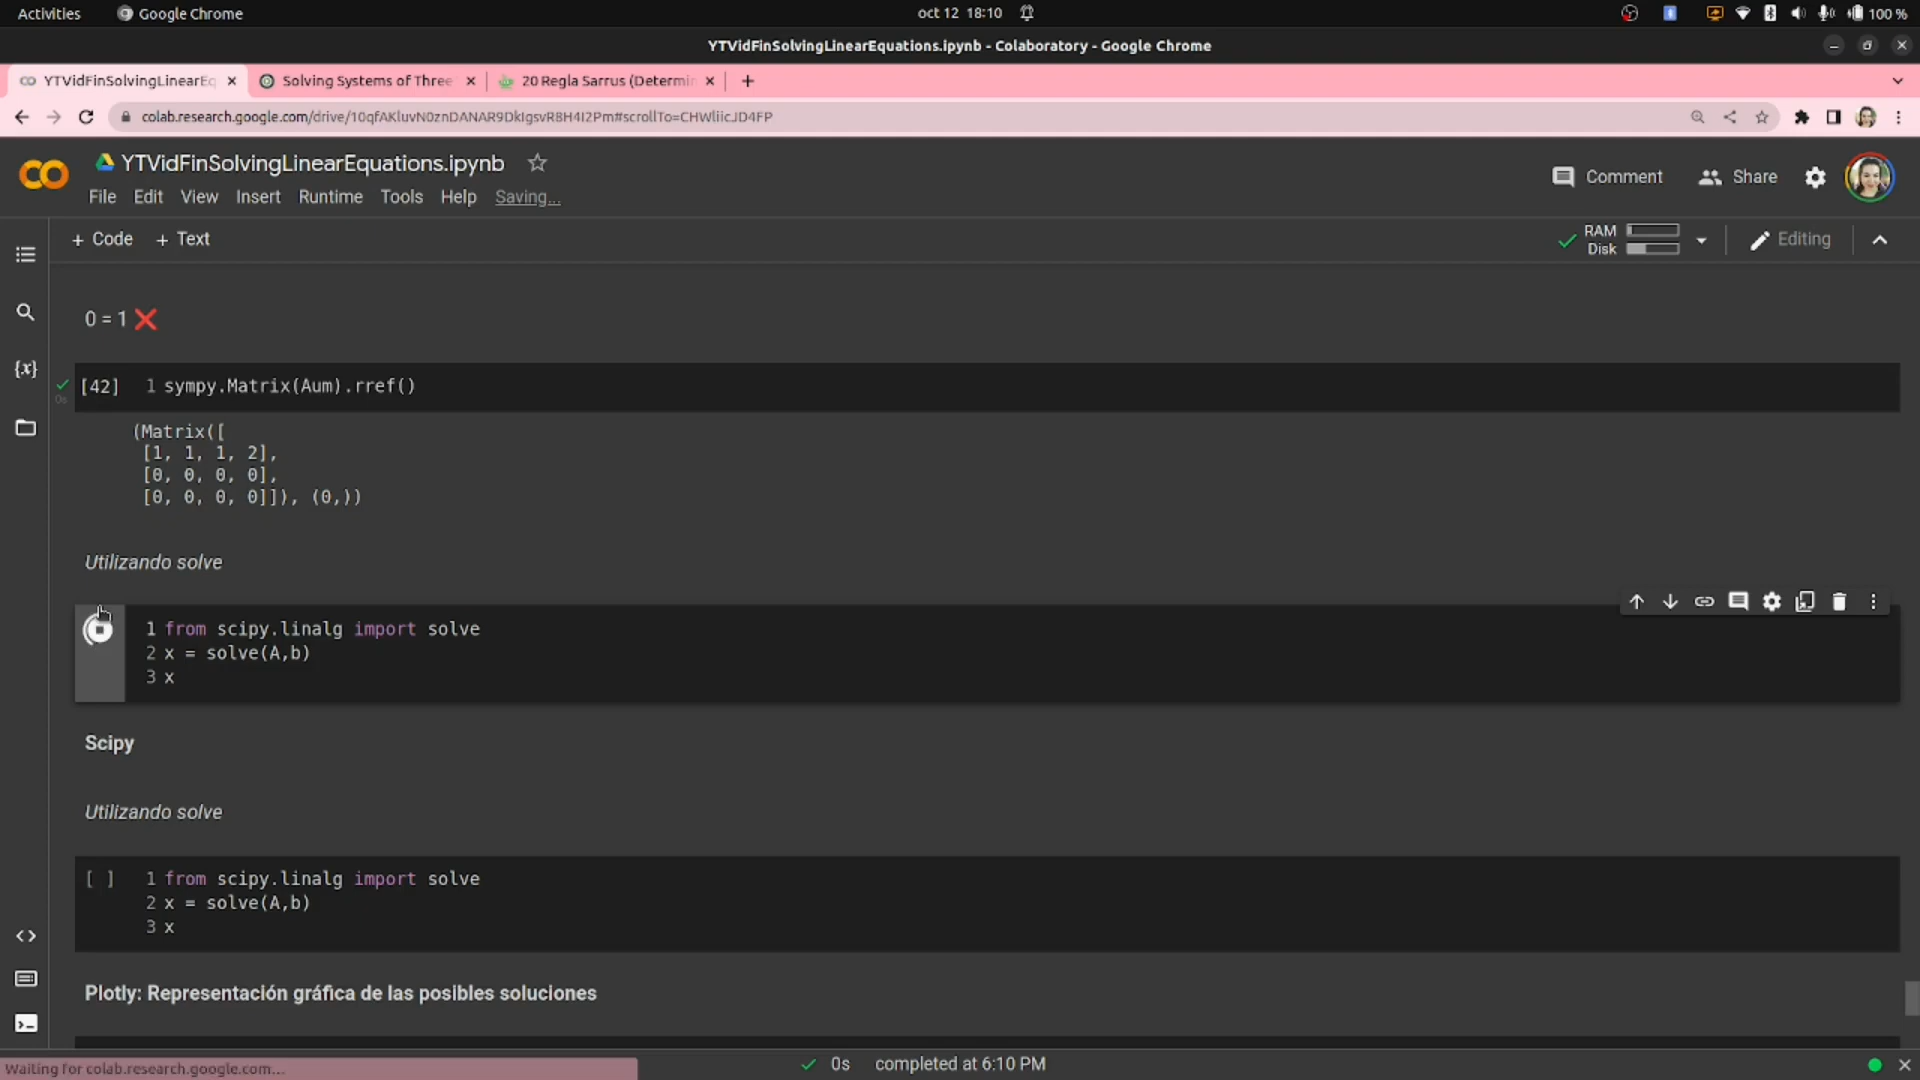 Activities Google Chrome oct 12 18:10 100 %
YTVidFinSolvingLinearEquations.ipynb - Colaboratory - Google Chrome
YTVidFinSolvingLinearEq Solving Systems of Three 20 Regla Sarrus (Determin
colab.research.google.com/drive/10qfAKluvN0znDANAR9DkIgsvR8H4I2Pm#scrollTo=CHWliicJD4FP
YTVidFinSolvingLinearEquations.ipynb
Comment Share
File Edit View Insert Runtime Tools Help Saving...
+ Code + Text RAM Disk Editing
0 = 1 ❌
[42] 1 sympy.Matrix(Aum).rref()
0s
(Matrix([
[1, 1, 1, 2],
[0, 0, 0, 0],
[0, 0, 0, 0]]), (0,))
Utilizando solve
1 from scipy.linalg import solve
2 x = solve(A,b)
3 x
Scipy
Utilizando solve
[ ] 1 from scipy.linalg import solve
2 x = solve(A,b)
3 x
Plotly: Representación gráfica de las posibles soluciones
Waiting for colab.research.google.com... 0s completed at 6:10 PM